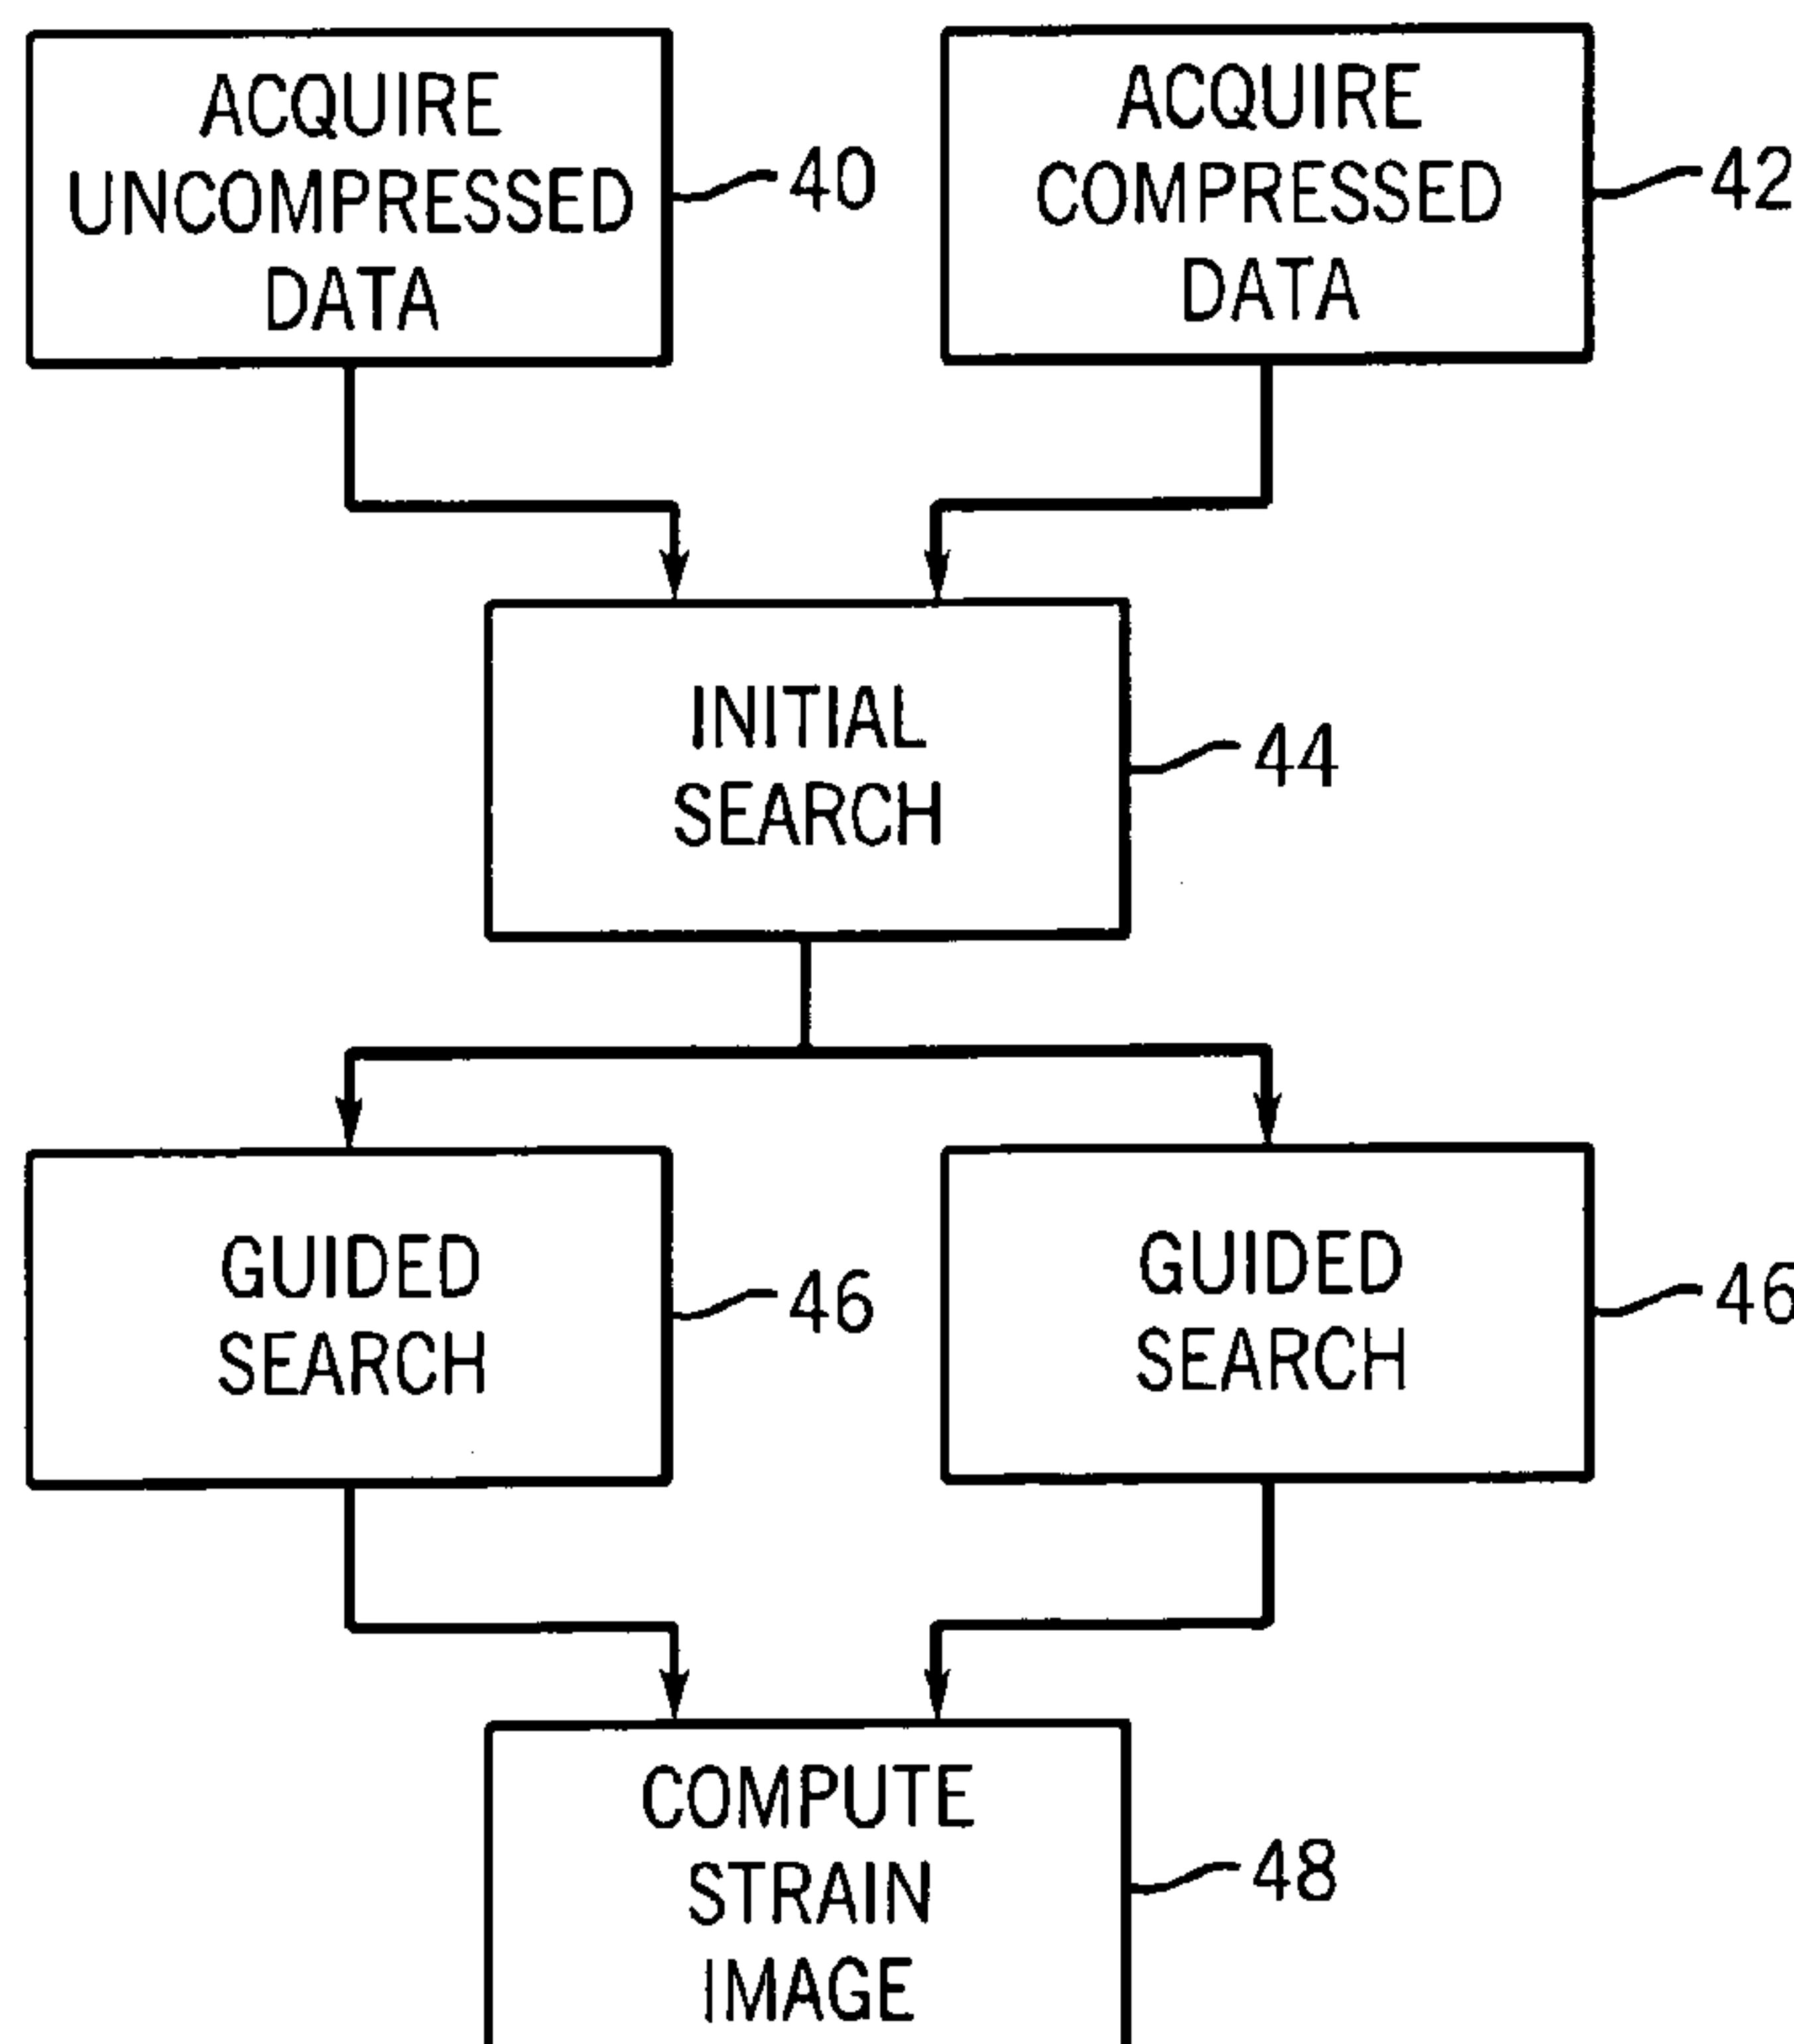 ACQUIRE
UNCOMPRESSED
DATA
40
ACQUIRE
COMPRESSED
DATA
42
INITIAL
SEARCH
44
GUIDED
SEARCH
46
GUIDED
SEARCH
46
COMPUTE
STRAIN
IMAGE
48